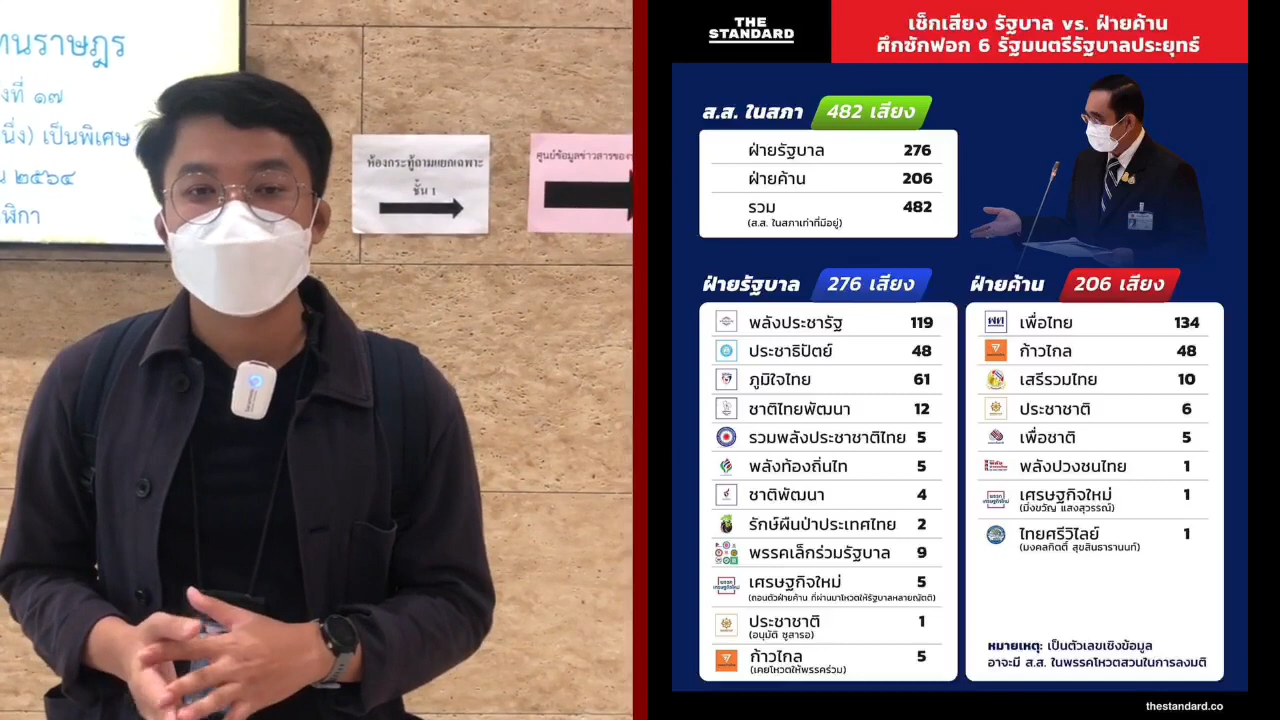 ทนราษฎร
งที่ ๑๗
นึ่ง) เป็นพิเศษ
น ๒๕๖๔
ฬิกา
ห้องกระทู้ถามแยกเฉพาะ
ชั้น 1
ศูนย์ข้อมูลข่าวสารของ
THE
STANDARD
เช็กเสียง รัฐบาล vs. ฝ่ายค้าน
ศึกซักฟอก 6 รัฐมนตรีรัฐบาลประยุทธ์
ส.ส. ในสภา 482 เสียง
ฝ่ายรัฐบาล 276
ฝ่ายค้าน 206
รวม 482
(ส.ส. ในสภาเท่าที่มีอยู่)
ฝ่ายรัฐบาล 276 เสียง
พลังประชารัฐ 119
ประชาธิปัตย์ 48
ภูมิใจไทย 61
ชาติไทยพัฒนา 12
รวมพลังประชาชาติไทย 5
พลังท้องถิ่นไท 5
ชาติพัฒนา 4
รักษ์ผืนป่าประเทศไทย 2
พรรคเล็กร่วมรัฐบาล 9
เศรษฐกิจใหม่ 5
(ถอนตัวฝ่ายค้าน ที่ผ่านมาโหวตให้รัฐบาลหลายญัตติ)
ประชาชาติ 1
(อนุมัติ ซูสารอ)
ก้าวไกล 5
(เคยโหวตให้พรรคร่วม)
ฝ่ายค้าน 206 เสียง
เพื่อไทย 134
ก้าวไกล 48
เสรีรวมไทย 10
ประชาชาติ 6
เพื่อชาติ 5
พลังปวงชนไทย 1
เศรษฐกิจใหม่ 1
(มิ่งขวัญ แสงสุวรรณ์)
ไทยศรีวิไลย์ 1
(มงคลกิตติ์ สุขสินธารานนท์)
หมายเหตุ: เป็นตัวเลขเชิงข้อมูล
อาจมี ส.ส. ในพรรคโหวตสวนในการลงมติ
thestandard.co